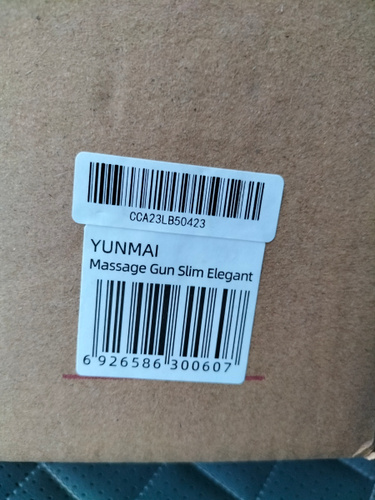 CCA23LB50423
YUNMAI
Massage Gun Slim Elegant
6 926586 300607